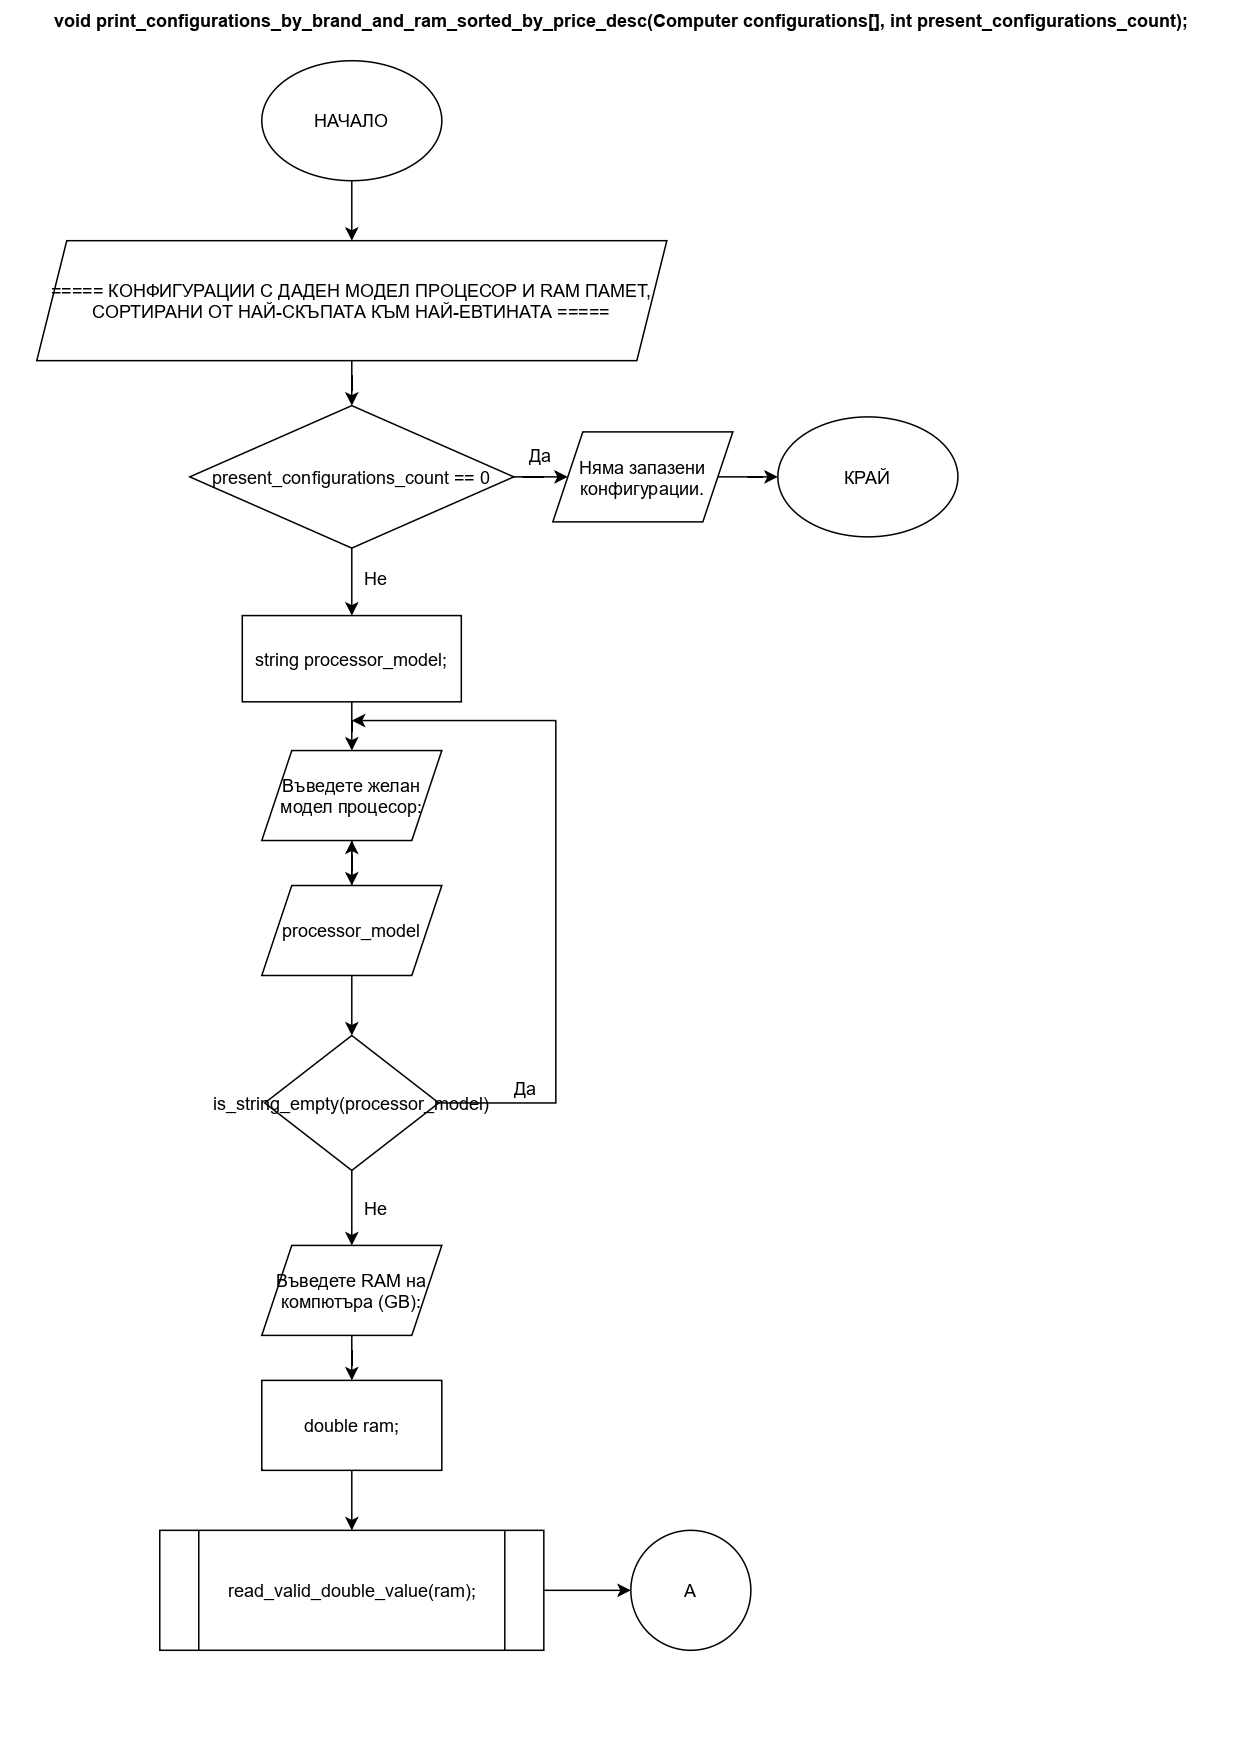 void print_configurations_by_brand_and_ram_sorted_by_price_desc(Computer configurations[], int present_configurations_count);
НАЧАЛО
===== КОНФИГУРАЦИИ С ДАДЕН МОДЕЛ ПРОЦЕСОР И RAM ПАМЕТ,
СОРТИРАНИ ОТ НАЙ-СКЪПАТА КЪМ НАЙ-ЕВТИНАТА =====
present_configurations_count == 0
Да
Няма запазени
конфигурации.
КРАЙ
Не
string processor_model;
Въведете желан
модел процесор:
processor_model
is_string_empty(processor_model)
Да
Не
Въведете RAM на
компютъра (GB):
double ram;
read_valid_double_value(ram);
A